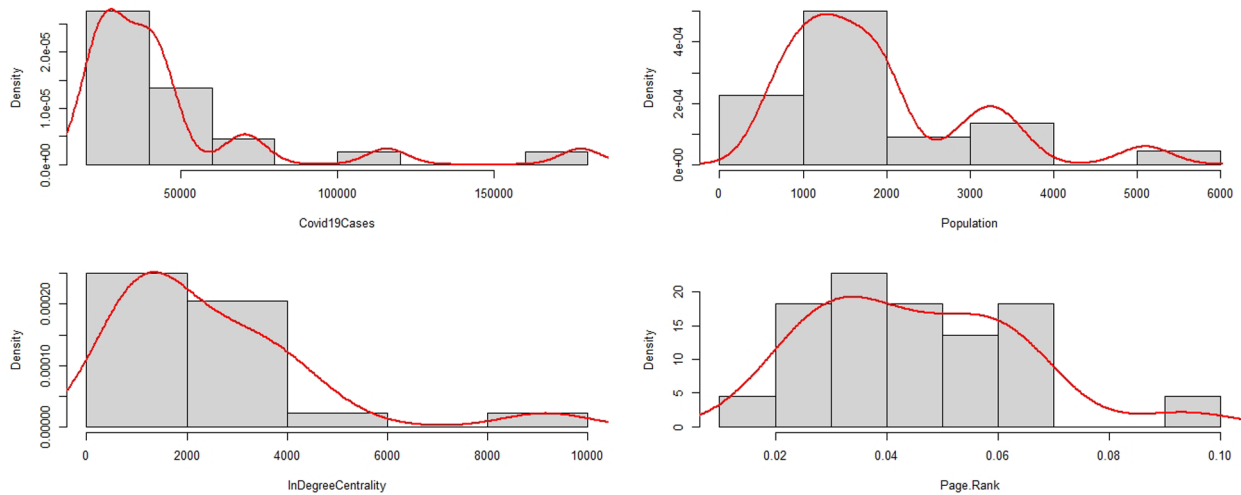 Density
0.0e+00 1.0e-05 2.0e-05
50000 100000 150000
Covid19Cases
Density
0e+00 2e-04 4e-04
0 1000 2000 3000 4000 5000 6000
Population
Density
0.00000 0.00010 0.00020
0 2000 4000 6000 8000 10000
InDegreeCentrality
Density
0 5 10 15 20
0.02 0.04 0.06 0.08 0.10
Page.Rank